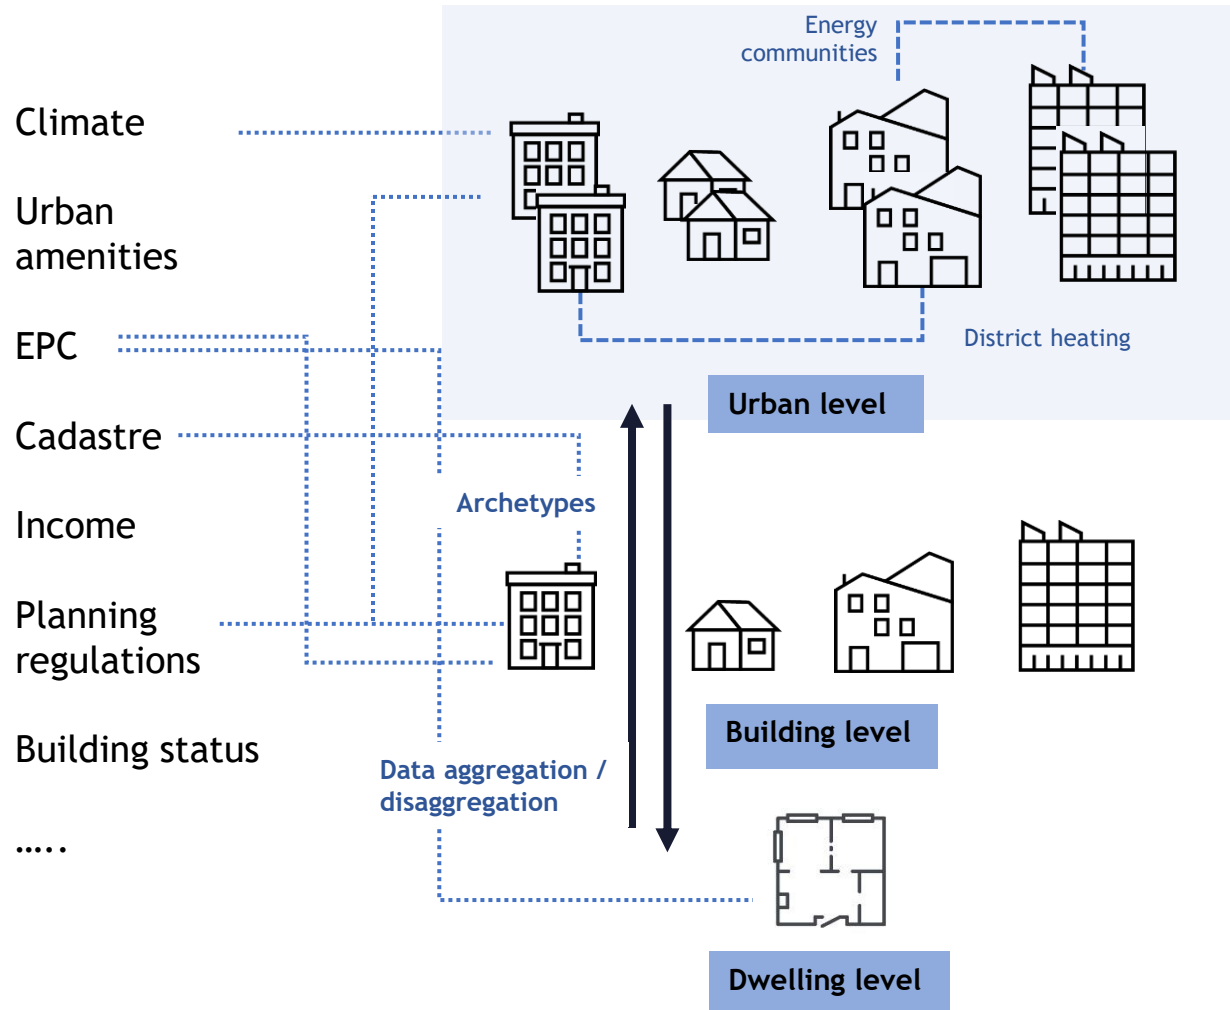 Energy
communities
Climate
Urban
amenities
EPC
District heating
Urban level
Cadastre
Archetypes
Income
Planning
regulations
Building level
Building status
Data aggregation /
disaggregation
.....
Dwelling level